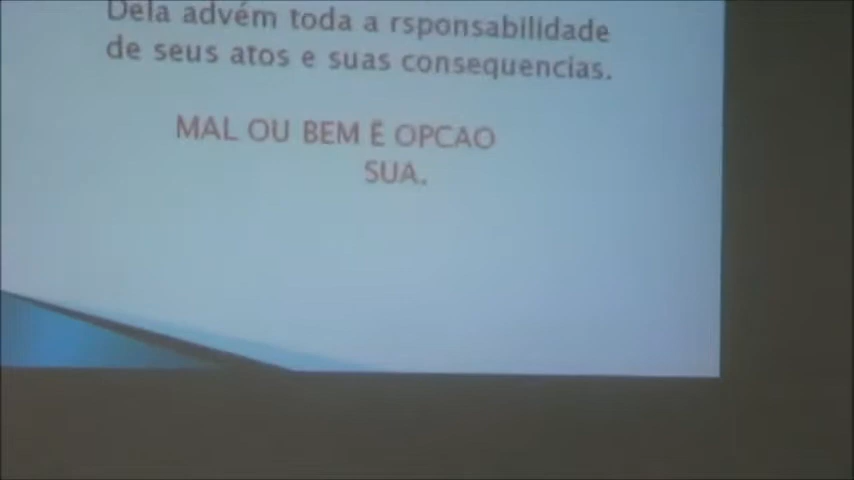 Dela advém toda a rsponsabilidade
de seus atos e suas consequencias.
MAL OU BEM É OPCAO
SUA.